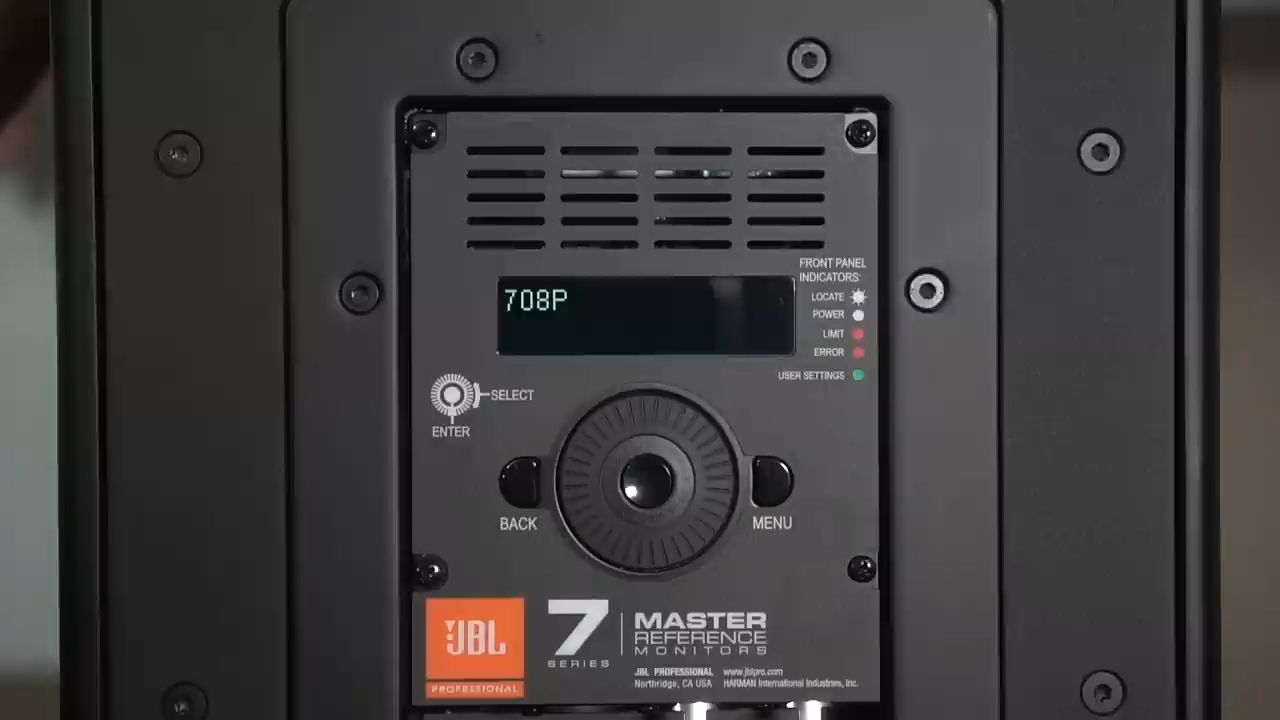 FRONT PANEL
INDICATORS:
708P
LOCATE
POWER
LIMIT
ERROR
USER SETTINGS
SELECT
ENTER
BACK
MENU
JBL
PROFESSIONAL
7
SERIES
MASTER
REFERENCE
MONITORS
JBL PROFESSIONAL www.jblpro.com
Northridge, CA USA HARMAN International Industries, Inc.